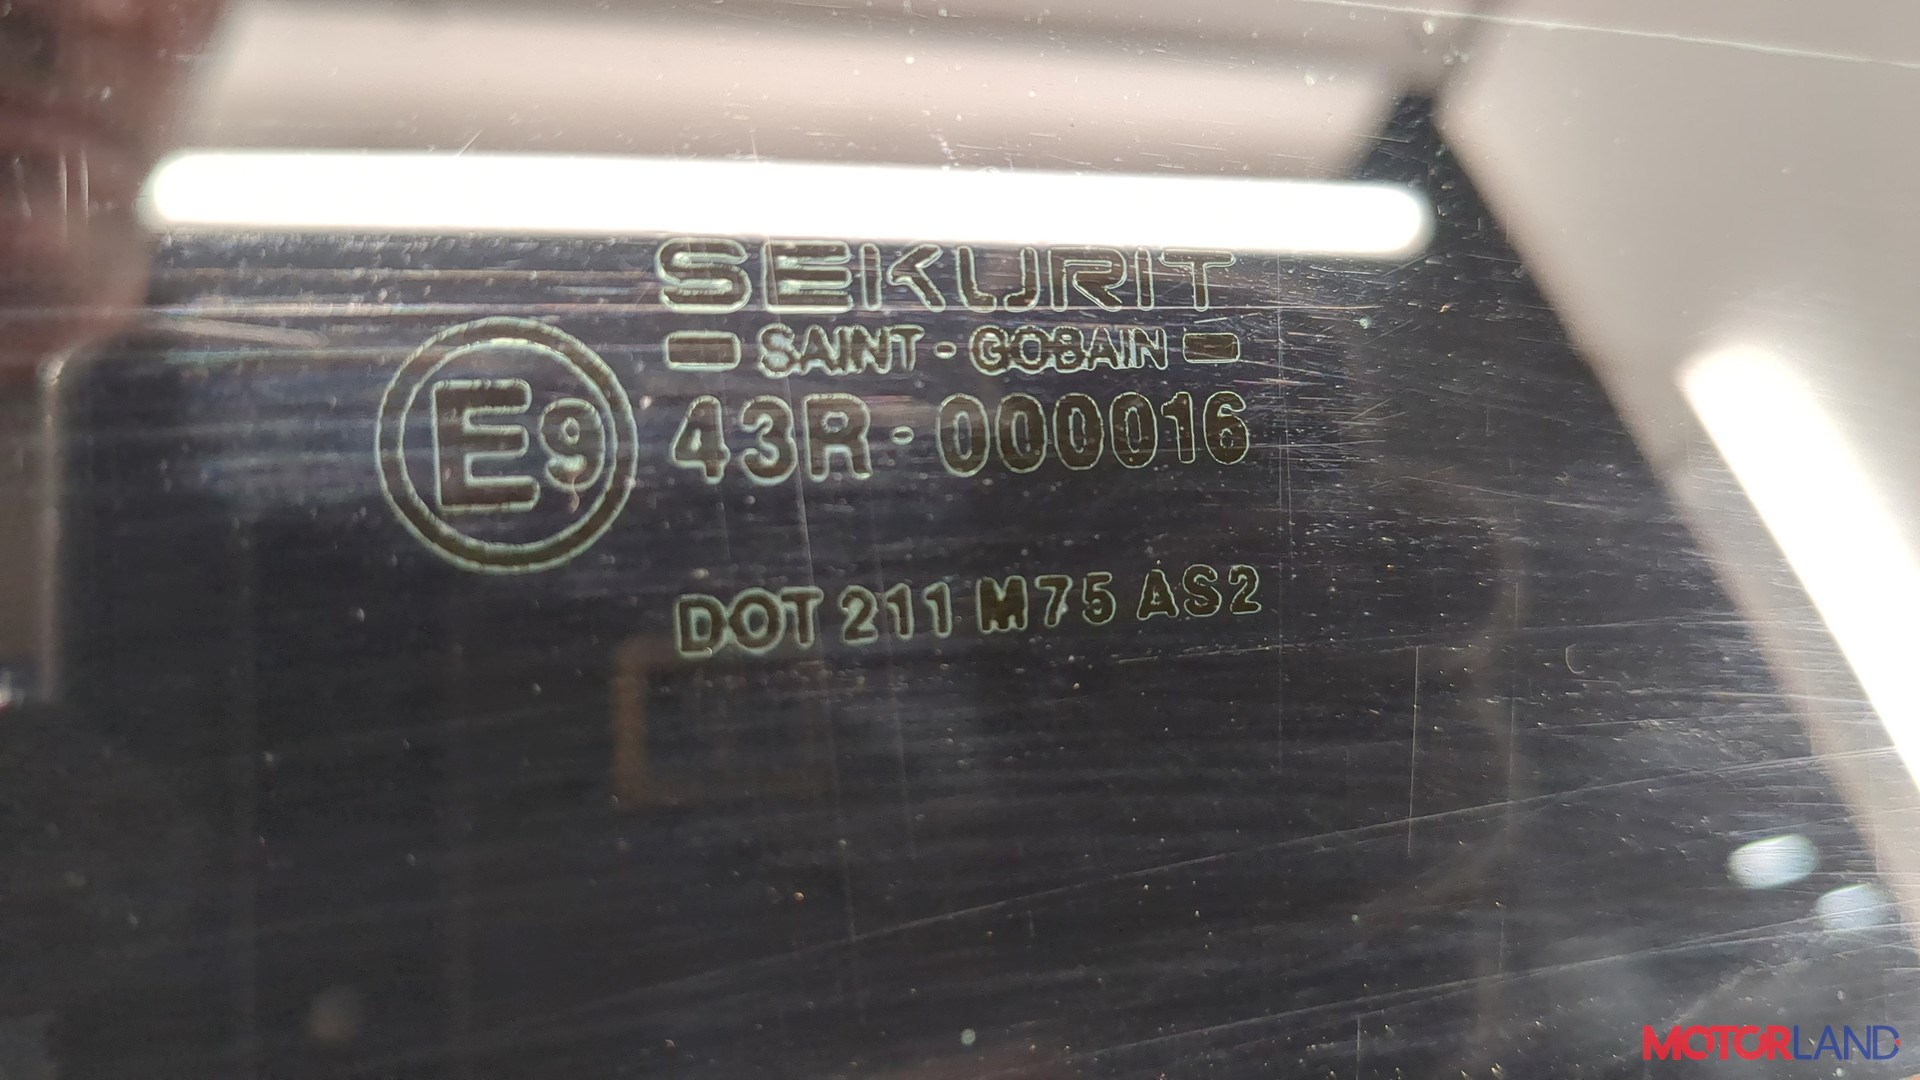 SEKURIT
SAINT-GOBAIN
E9 43R-000016
DOT 211 M75 AS2
MOTORLAND